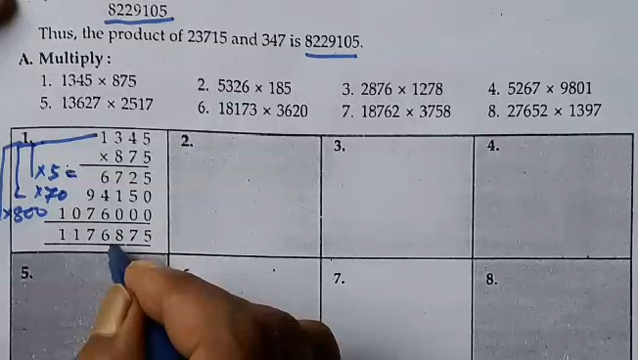 8229105
Thus, the product of 23715 and 347 is 8229105.
A. Multiply :
1. 1345 × 875
2. 5326 × 185
3. 2876 × 1278
4. 5267 × 9801
5. 13627 × 2517
6. 18173 × 3620
7. 18762 × 3758
8. 27652 × 1397
1. 1345
× 875
×5 = 6725
×70 94150
×800 1076000
1176875
2.
3.
4.
5.
7.
8.